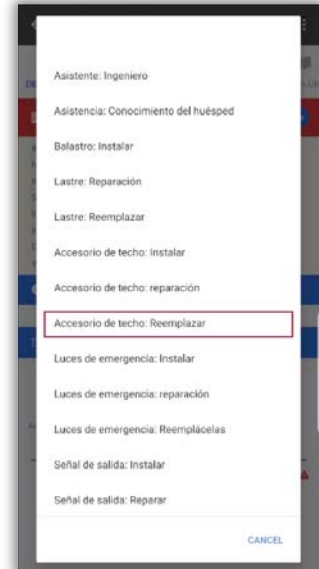 Asistente: Ingeniero
Asistencia: Conocimiento del huésped
Balastro: Instalar
Lastre: Reparación
Lastre: Reemplazar
Accesorio de techo: Instalar
Accesorio de techo: reparación
Accesorio de techo: Reemplazar
Luces de emergencia: Instalar
Luces de emergencia: reparación
Luces de emergencia: Reemplácelas
Señal de salida: Instalar
Señal de salida: Reparar
CANCEL